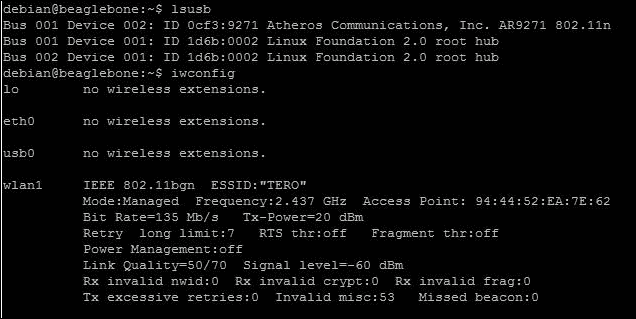 debian@beaglebone:~$ lsusb
Bus 001 Device 002: ID 0cf3:9271 Atheros Communications, Inc. AR9271 802.11n
Bus 001 Device 001: ID 1d6b:0002 Linux Foundation 2.0 root hub
Bus 002 Device 001: ID 1d6b:0002 Linux Foundation 2.0 root hub
debian@beaglebone:~$ iwconfig
lo        no wireless extensions.
eth0      no wireless extensions.
usb0      no wireless extensions.
wlan1     IEEE 802.11bgn  ESSID:"TERO"
          Mode:Managed  Frequency:2.437 GHz  Access Point: 94:44:52:EA:7E:62
          Bit Rate=135 Mb/s   Tx-Power=20 dBm
          Retry  long limit:7   RTS thr:off   Fragment thr:off
          Power Management:off
          Link Quality=50/70  Signal level=-60 dBm
          Rx invalid nwid:0  Rx invalid crypt:0  Rx invalid frag:0
          Tx excessive retries:0  Invalid misc:53   Missed beacon:0